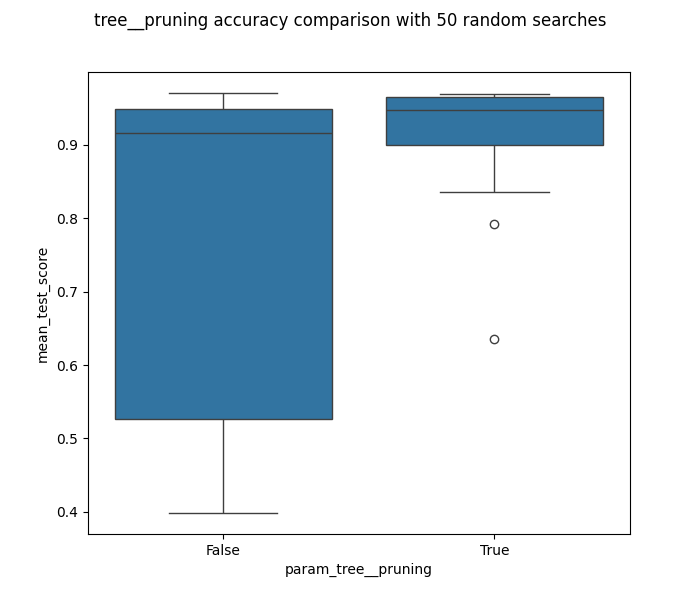 tree__pruning accuracy comparison with 50 random searches
0.9
0.8
0.7
0.6
0.5
0.4
mean_test_score
False
True
param_tree__pruning